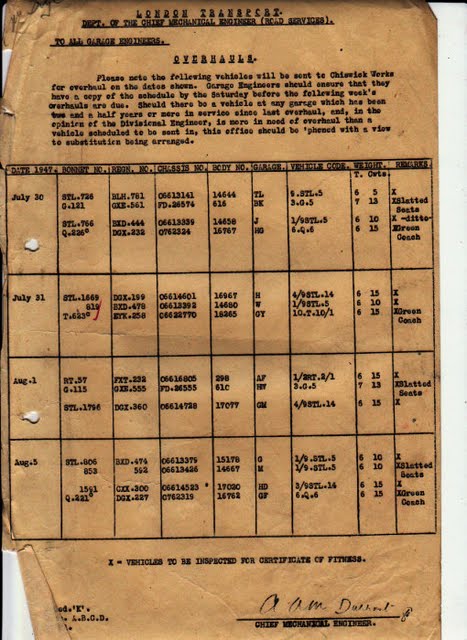 LONDON TRANSPORT.
DEPT. OF THE CHIEF MECHANICAL ENGINEER (ROAD SERVICES).
TO ALL GARAGE ENGINEERS.
OVERHAULS.
Please note the following vehicles will be sent to Chiswick Works
for overhaul on the dates shown. Garage Engineers should ensure that they
have a copy of the schedule by the Saturday before the following week's
overhauls are due. Should there be a vehicle at any garage which has been
two and a half years or more in service since last overhaul, and, in the
opinion of the Divisional Engineer, is more in need of overhaul than a
vehicle scheduled to be sent in, this office should be 'phoned with a view
to substitution being arranged.
DATE 1947. BONNET NO. REGN. NO. CHASSIS NO. BODY NO. GARAGE. VEHICLE CODE. WEIGHT. REMARKS
T. Cwts.
July 30 STL.726 BLH.781 06613141 14644 TL 9.STL.5 6 5 X
G.121 GXE.561 FD.26574 616 BK 3.G.5 7 13 XSlatted
Seats
STL.766 BXD.444 06613339 14658 J 1/9STL.5 6 10 X -ditto-
Q.226 DGX.232 0762324 16767 HG 6.Q.6 6 15 XGreen
Coach
July 31 STL.1669 DGX.199 06614601 16967 H 4/9STL.14 6 15 X
819 BXD.478 06613392 14680 W 1/9STL.5 6 10 X
T.623 EYK.258 06622770 18265 GY 10.T.10/1 6 15 XGreen
Coach
Aug.1 RT.57 FXT.232 06616805 298 AF 1/2RT.2/1 6 15 X
G.115 GXE.555 FD.26555 610 HW 3.G.5 7 13 XSlatted
Seats
STL.1796 DGX.360 06614728 17077 GM 4/9STL.14 6 15 X
Aug.5 STL.806 BXD.474 06613379 15178 G 1/9.STL.5 6 10 X
853 592 06613426 14667 M 1/9STL.5 6 10 XSlatted
Seats
1591 CXX.300 06614523 17020 HD 3/9STL.14 6 15 X
Q.221 DGX.227 0762319 16762 GF 6.Q.6 6 15 XGreen
Coach
X = VEHICLES TO BE INSPECTED FOR CERTIFICATE OF FITNESS.
od.'K'.
A.B.C.D.
CHIEF MECHANICAL ENGINEER.